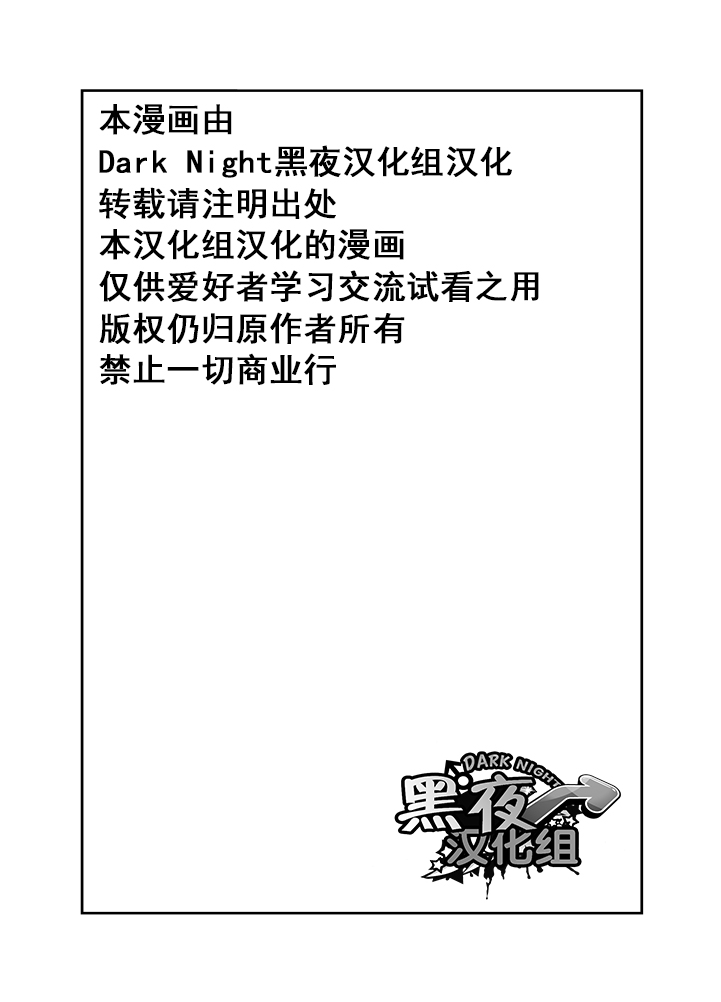 本漫画由
Dark Night黑夜汉化组汉化
转载请注明出处
本汉化组汉化的漫画
仅供爱好者学习交流试看之用
版权仍归原作者所有
禁止一切商业行
DARK NIGHT
黑夜
汉化组